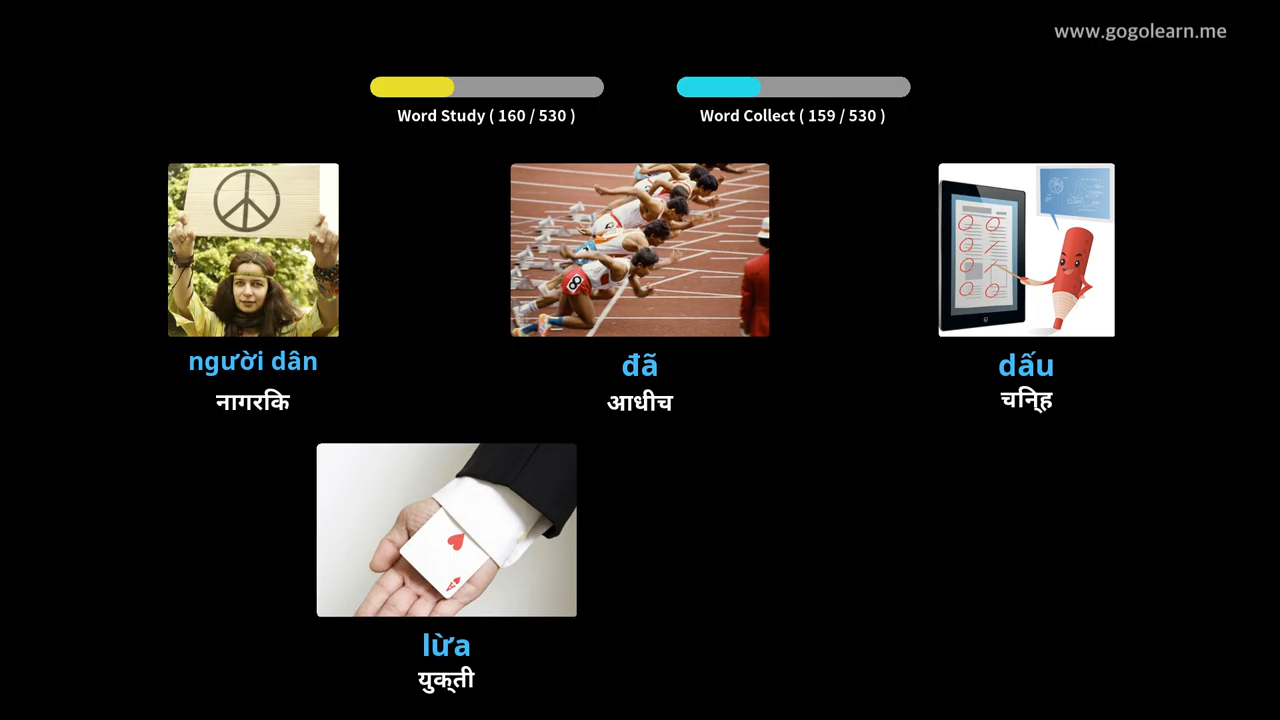 www.gogolearn.me
Word Study ( 160 / 530 )
Word Collect ( 159 / 530 )
người dân
नागरकि
đã
आधीच
dấu
चनि्ह
lừa
युक्ती